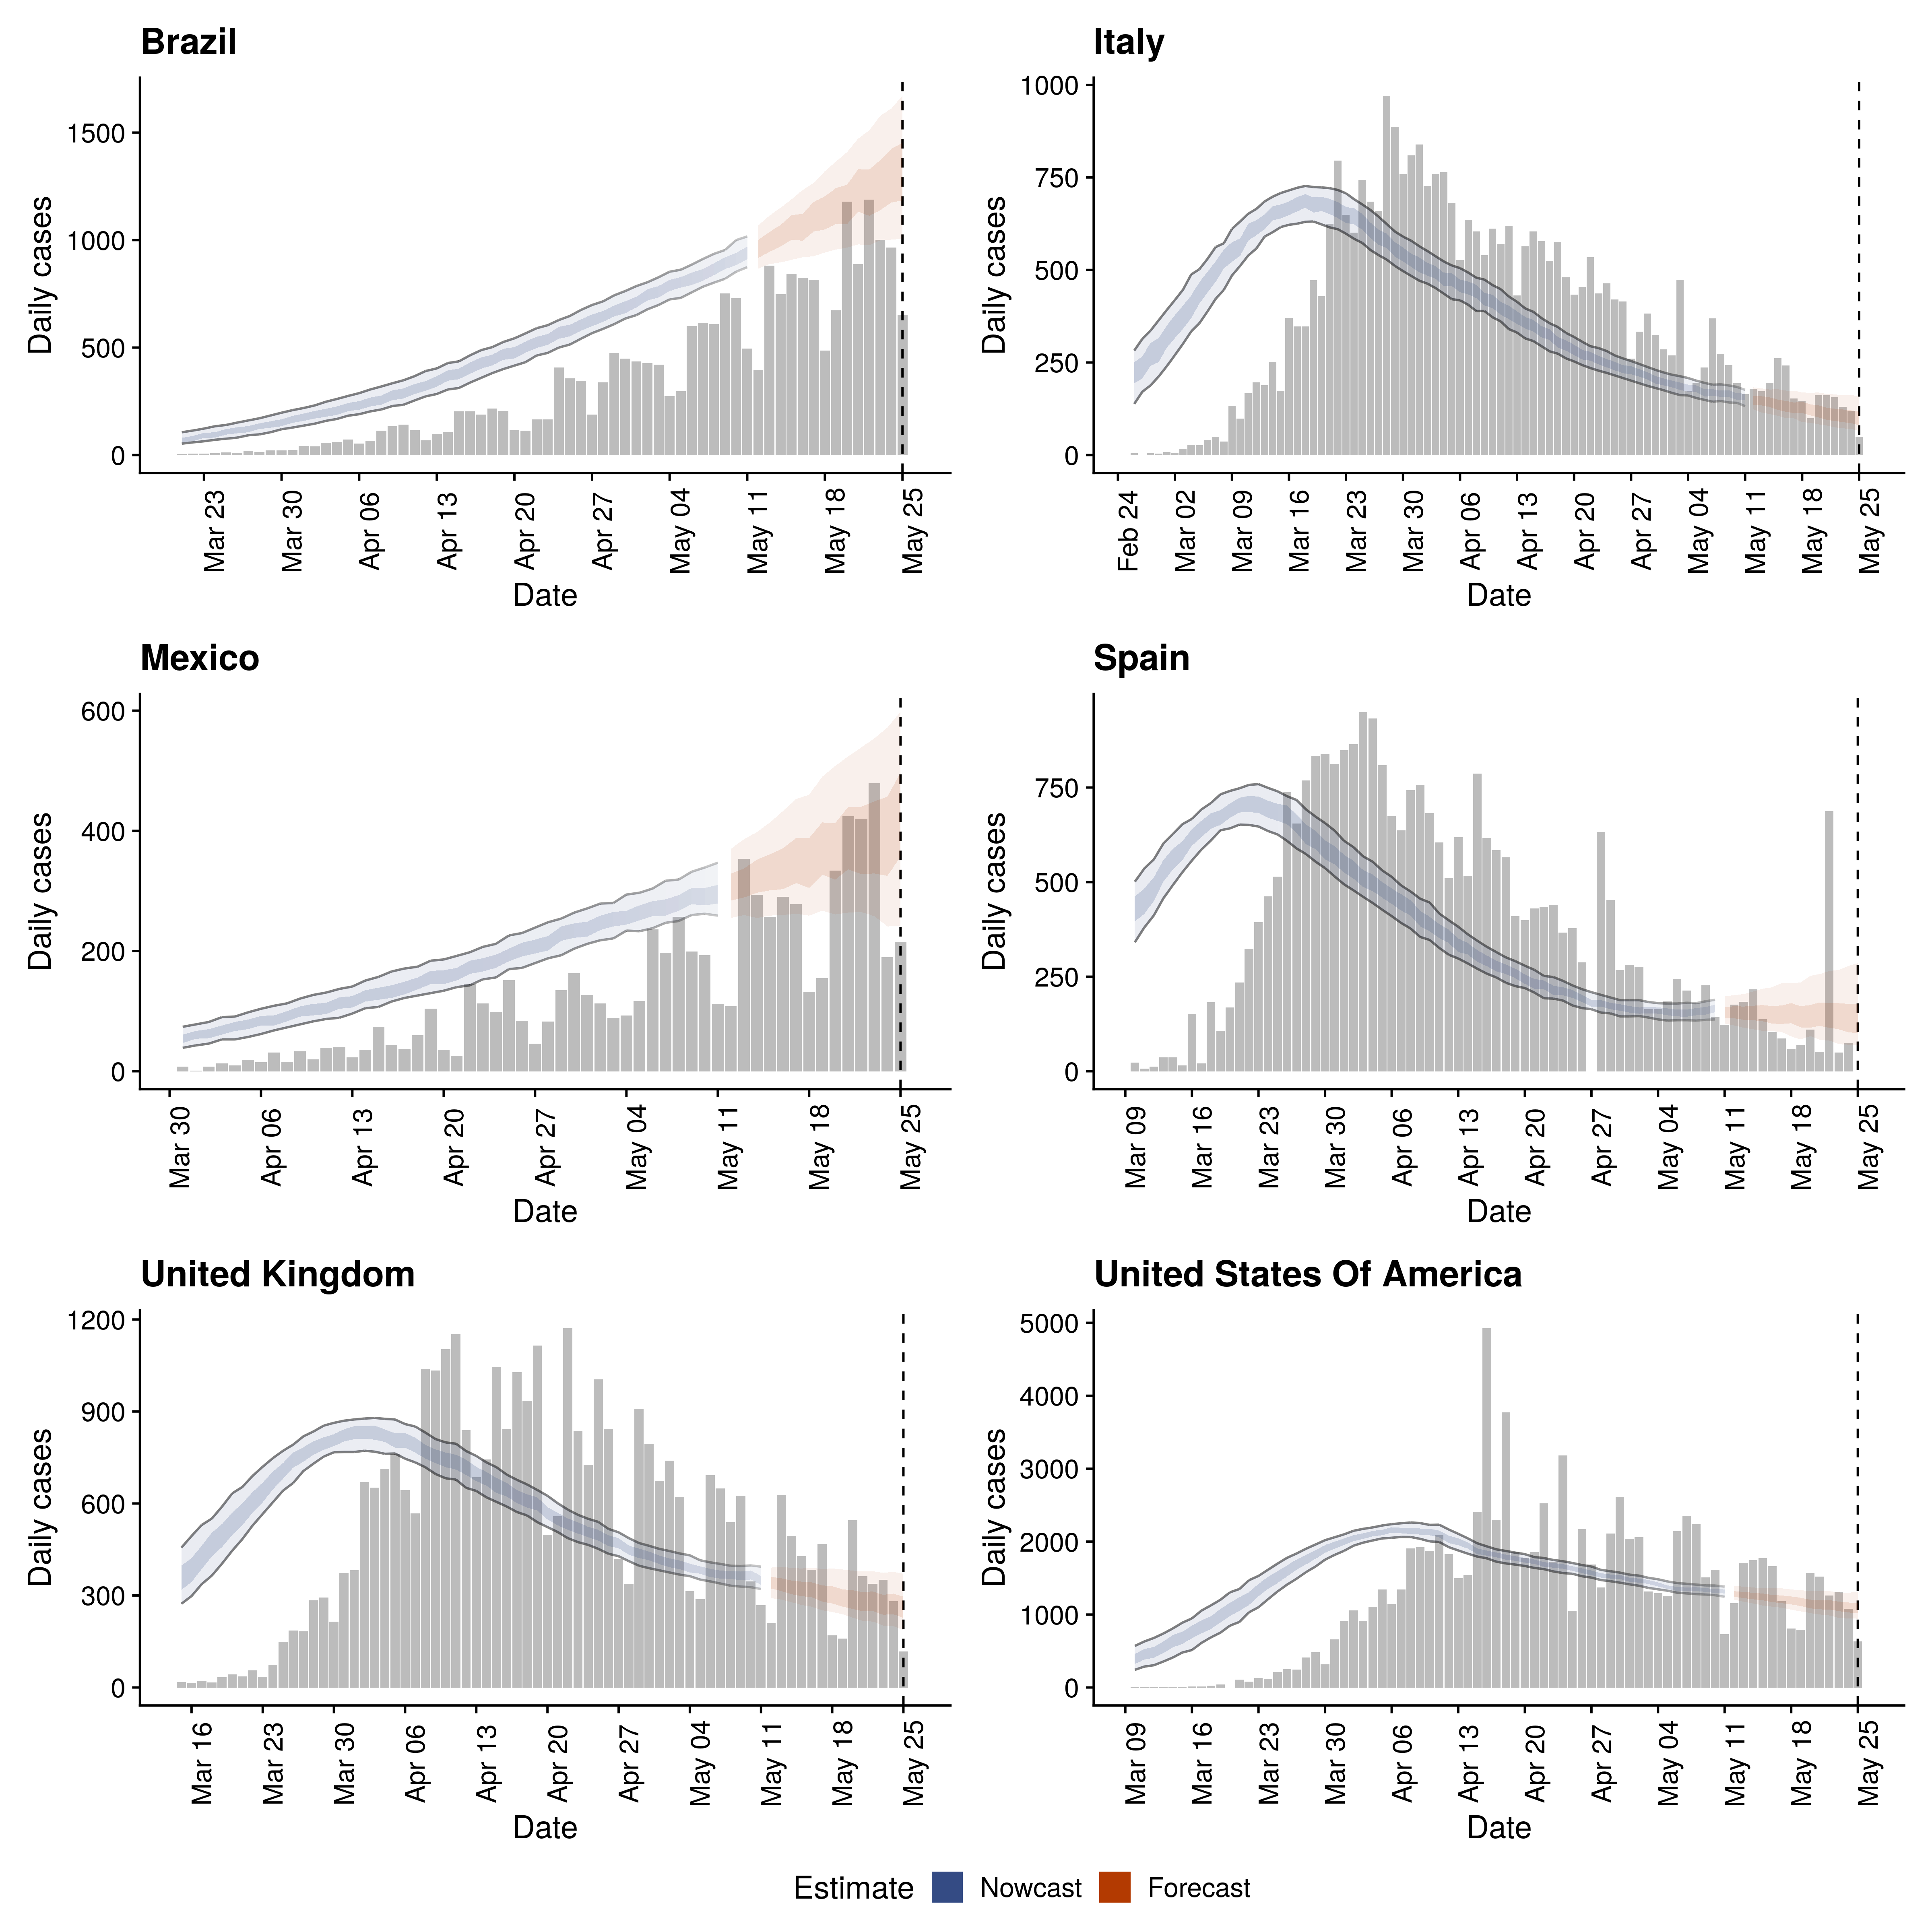 Brazil
Daily cases
1500
1000
500
0
Mar 23
Mar 30
Apr 06
Apr 13
Apr 20
Apr 27
May 04
May 11
May 18
May 25
Date
Italy
Daily cases
1000
750
500
250
0
Feb 24
Mar 02
Mar 09
Mar 16
Mar 23
Mar 30
Apr 06
Apr 13
Apr 20
Apr 27
May 04
May 11
May 18
May 25
Date
Mexico
Daily cases
600
400
200
0
Mar 30
Apr 06
Apr 13
Apr 20
Apr 27
May 04
May 11
May 18
May 25
Date
Spain
Daily cases
750
500
250
0
Mar 09
Mar 16
Mar 23
Mar 30
Apr 06
Apr 13
Apr 20
Apr 27
May 04
May 11
May 18
May 25
Date
United Kingdom
Daily cases
1200
900
600
300
0
Mar 16
Mar 23
Mar 30
Apr 06
Apr 13
Apr 20
Apr 27
May 04
May 11
May 18
May 25
Date
United States Of America
Daily cases
5000
4000
3000
2000
1000
0
Mar 09
Mar 16
Mar 23
Mar 30
Apr 06
Apr 13
Apr 20
Apr 27
May 04
May 11
May 18
May 25
Date
Estimate Nowcast Forecast